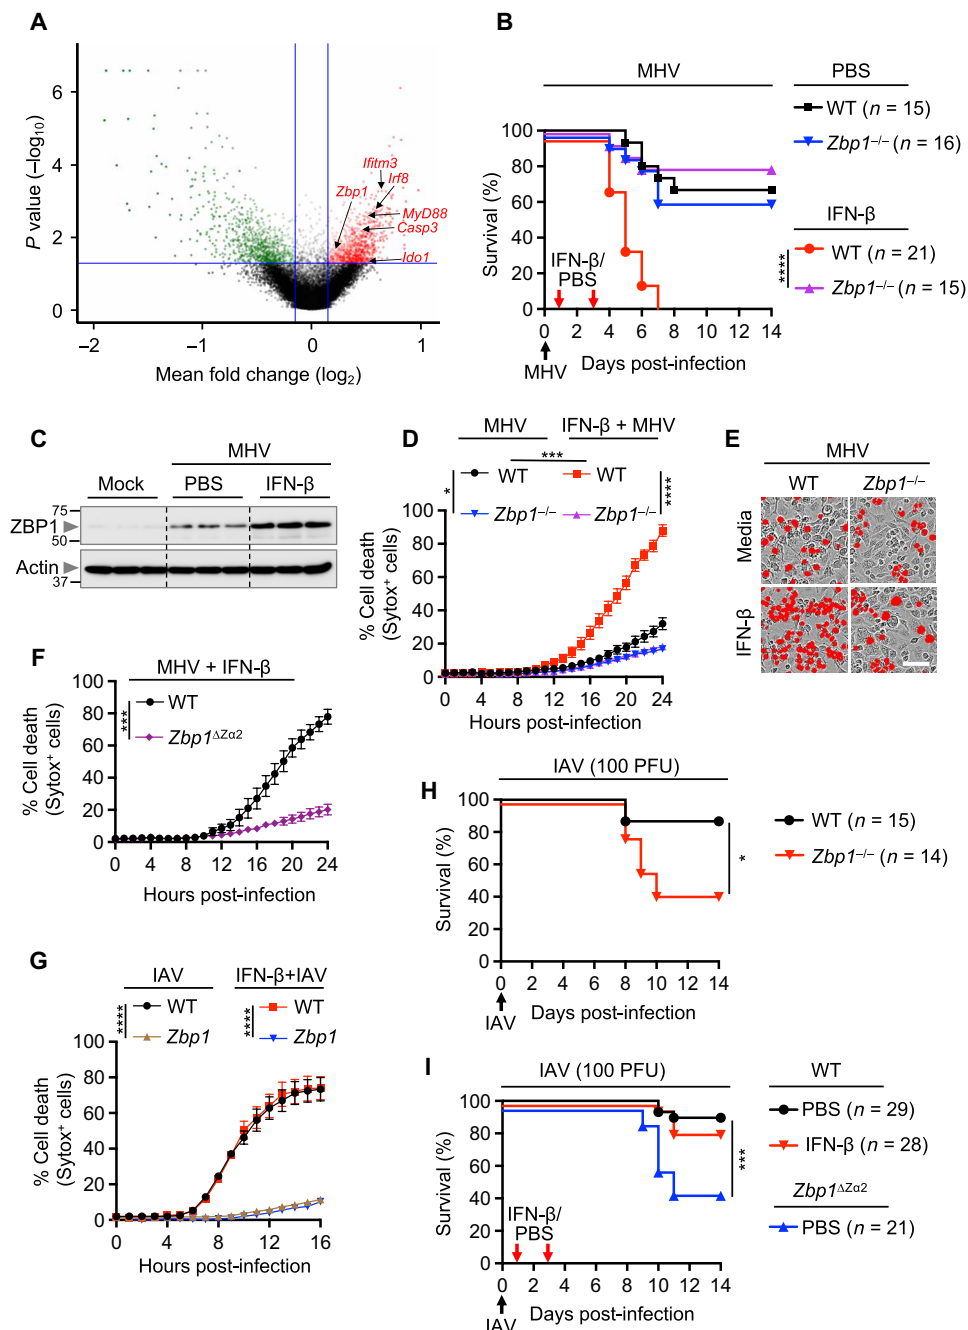 A
P value (–log10)
6
4
2
0
−2
−1
0
1
Mean fold change (log2)
Ifitm3
Irf8
Zbp1
MyD88
Casp3
Ido1
B
MHV
PBS
WT (n = 15)
Zbp1–/– (n = 16)
IFN-β
WT (n = 21)
****
Zbp1–/– (n = 15)
Survival (%)
100
80
60
40
20
0
IFN-β/
PBS
0 2 4 6 8 10 12 14
Days post-infection
MHV
C
MHV
Mock PBS IFN-β
ZBP1
75
50
Actin
37
D
MHV IFN-β + MHV
***
WT WT
* ****
Zbp1–/– Zbp1–/–
% Cell death
(Sytox+ cells)
100
80
60
40
20
0
0 4 8 12 16 20 24
Hours post-infection
E
MHV
WT Zbp1–/–
Media
IFN-β
F
MHV + IFN-β
WT
***
Zbp1ΔZα2
% Cell death
(Sytox+ cells)
100
80
60
40
20
0
0 4 8 12 16 20 24
Hours post-infection
G
IAV IFN-β+IAV
WT WT
**** ****
Zbp1 Zbp1
% Cell death
(Sytox+ cells)
100
80
60
40
20
0
0 4 8 12 16
Hours post-infection
H
IAV (100 PFU)
WT (n = 15)
Zbp1–/– (n = 14)
*
Survival (%)
100
80
60
40
20
0
0 2 4 6 8 10 12 14
Days post-infection
IAV
I
IAV (100 PFU)
WT
PBS (n = 29)
IFN-β (n = 28)
Zbp1ΔZα2
PBS (n = 21)
***
Survival (%)
100
80
60
40
20
0
IFN-β/
PBS
0 2 4 6 8 10 12 14
Days post-infection
IAV